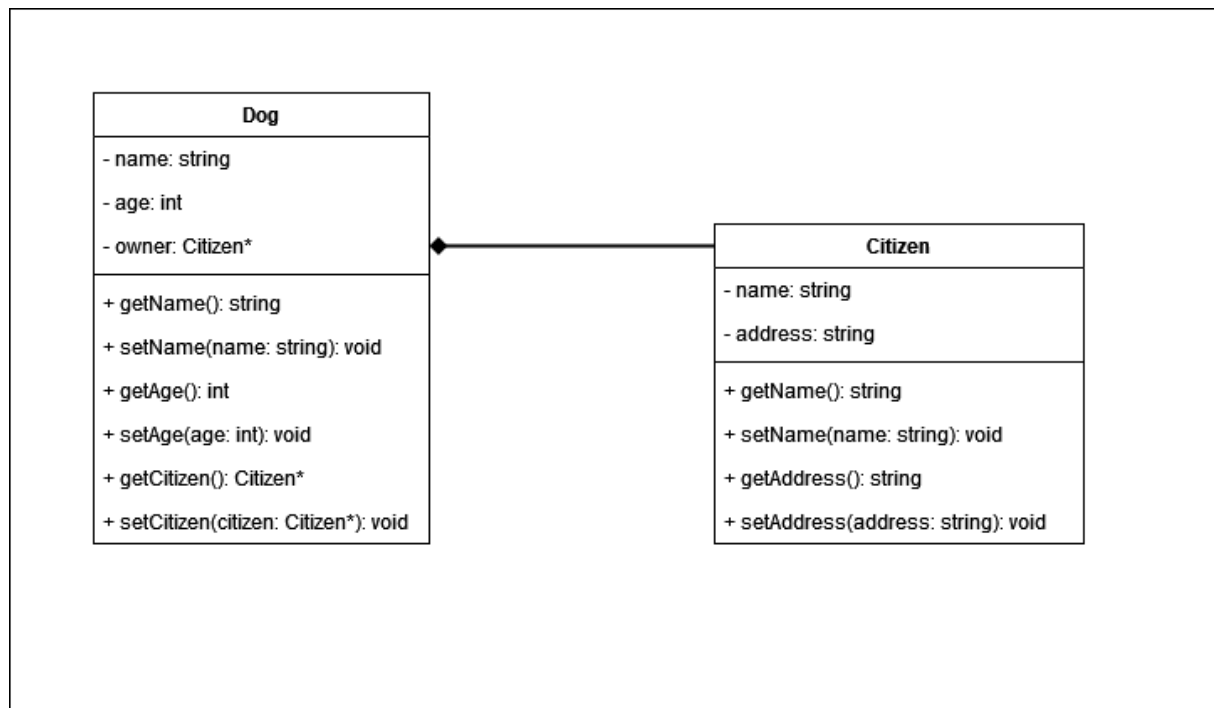 Dog
- name: string
- age: int
- owner: Citizen*
+ getName(): string
+ setName(name: string): void
+ getAge(): int
+ setAge(age: int): void
+ getCitizen(): Citizen*
+ setCitizen(citizen: Citizen*): void
Citizen
- name: string
- address: string
+ getName(): string
+ setName(name: string): void
+ getAddress(): string
+ setAddress(address: string): void